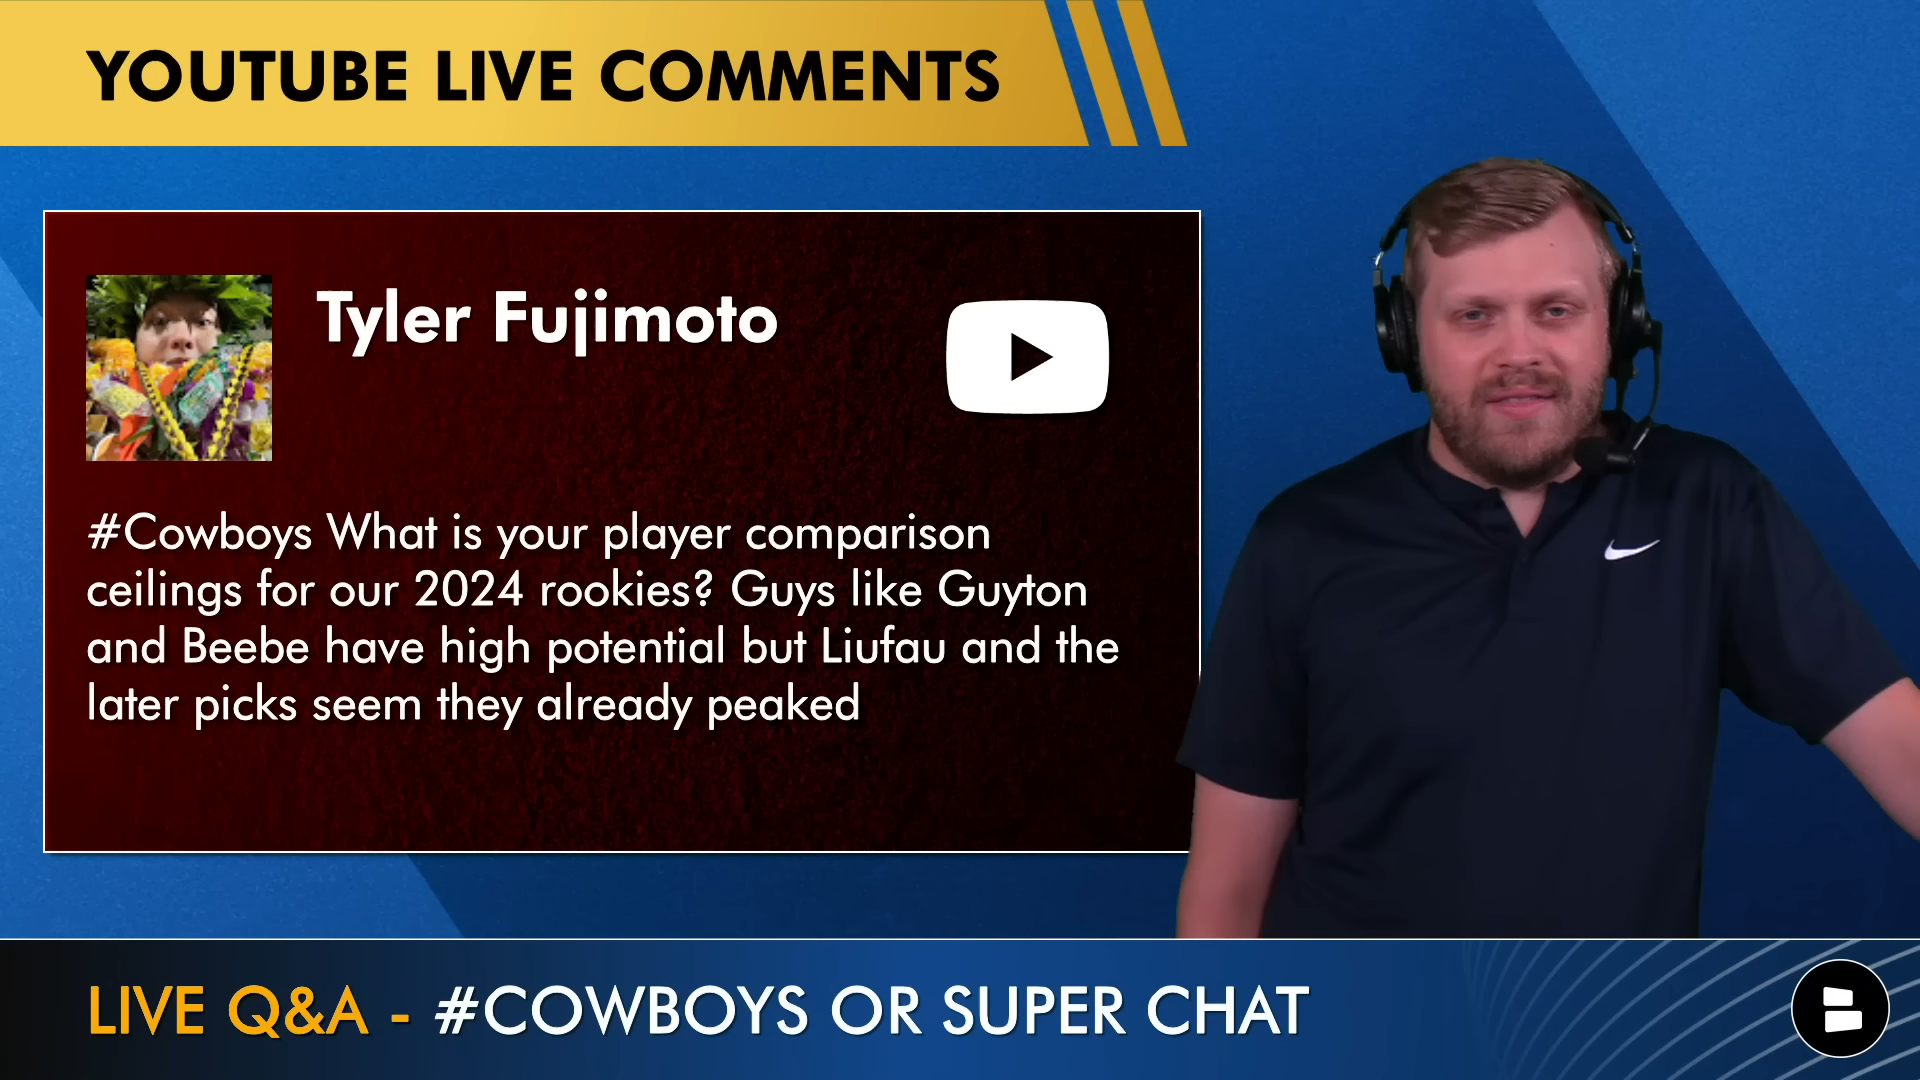 YOUTUBE LIVE COMMENTS
Tyler Fujimoto
#Cowboys What is your player comparison
ceilings for our 2024 rookies? Guys like Guyton
and Beebe have high potential but Liufau and the
later picks seem they already peaked
LIVE Q&A - #COWBOYS OR SUPER CHAT